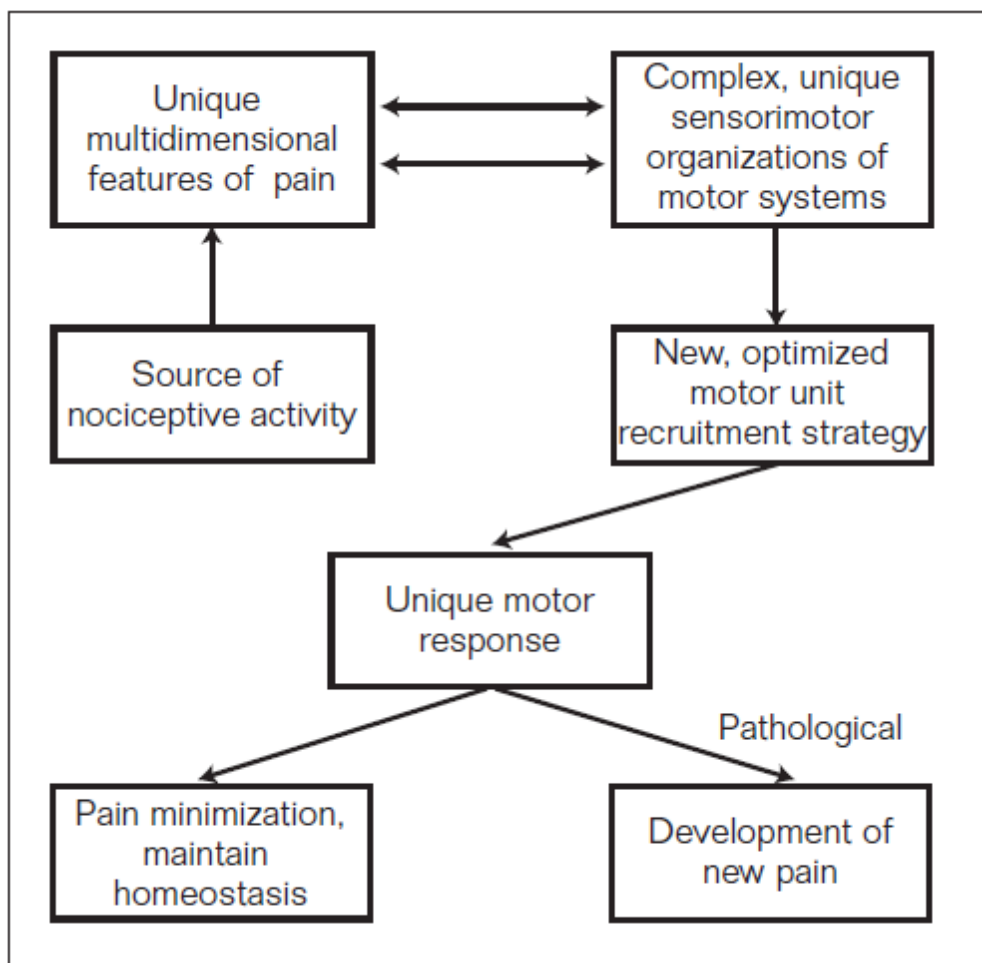 Unique
multidimensional
features of pain
Complex, unique
sensorimotor
organizations of
motor systems
Source of
nociceptive activity
New, optimized
motor unit
recruitment strategy
Unique motor
response
Pathological
Pain minimization,
maintain
homeostasis
Development of
new pain